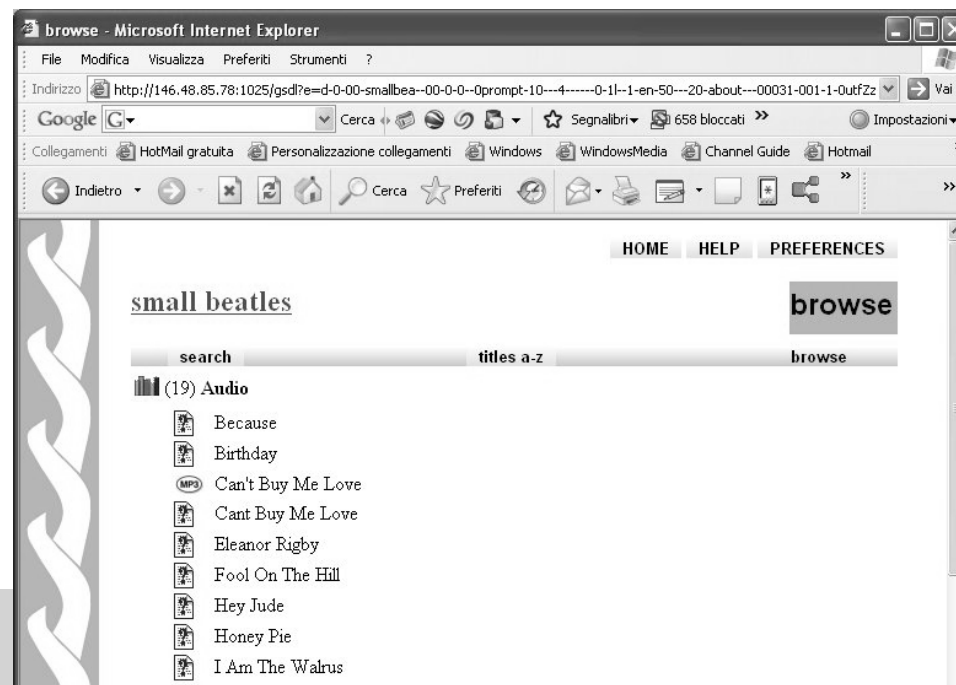 browse - Microsoft Internet Explorer
File Modifica Visualizza Preferiti Strumenti ?
Indirizzo http://146.48.85.78:1025/gsdl?e=d-0-00-smallbea--00-0-0--0prompt-10---4------0-1l--1-en-50---20-about---00031-001-1-0utfZz Vai
Google G Cerca Segnalibri 658 bloccati » Impostazioni
Collegamenti HotMail gratuita Personalizzazione collegamenti Windows WindowsMedia Channel Guide Hotmail
Indietro Cerca Preferiti » »
HOME HELP PREFERENCES
small beatles
browse
search titles a-z browse
(19) Audio
Because
Birthday
MP3 Can't Buy Me Love
Cant Buy Me Love
Eleanor Rigby
Fool On The Hill
Hey Jude
Honey Pie
I Am The Walrus